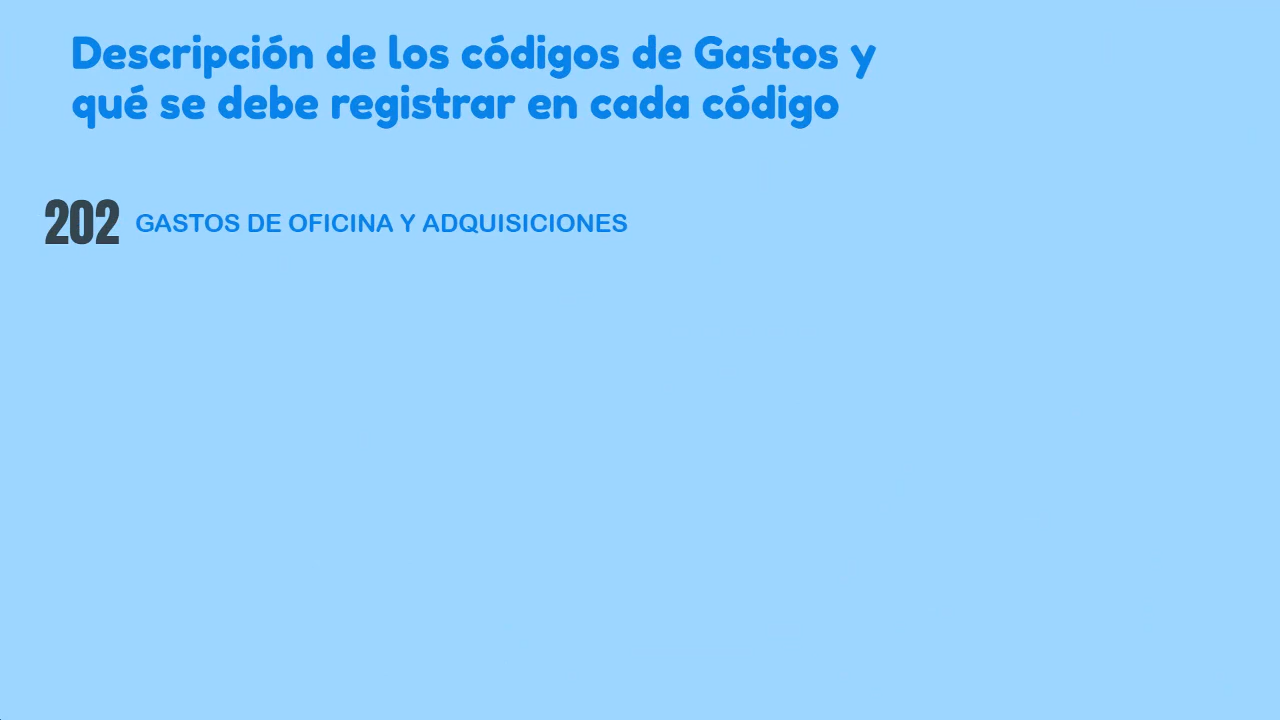 Descripción de los códigos de Gastos y
qué se debe registrar en cada código
202 GASTOS DE OFICINA Y ADQUISICIONES